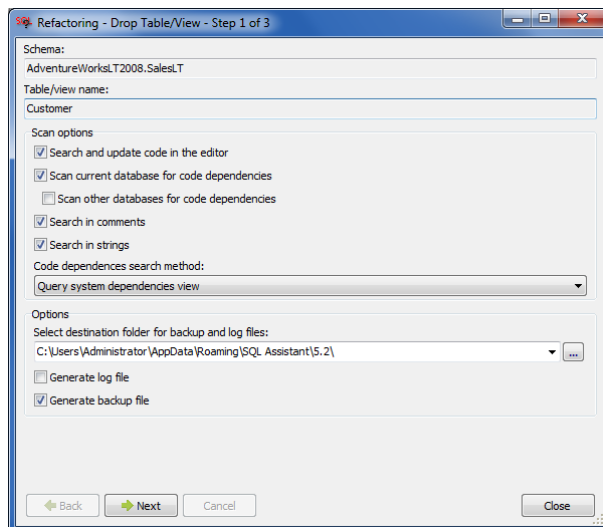 Refactoring - Drop Table/View - Step 1 of 3
Schema:
AdventureWorksLT2008.SalesLT
Table/view name:
Customer
Scan options
Search and update code in the editor
Scan current database for code dependencies
Scan other databases for code dependencies
Search in comments
Search in strings
Code dependences search method:
Query system dependencies view
Options
Select destination folder for backup and log files:
C:\Users\Administrator\AppData\Roaming\SQL Assistant\5.2\
...
Generate log file
Generate backup file
Back Next Cancel Close